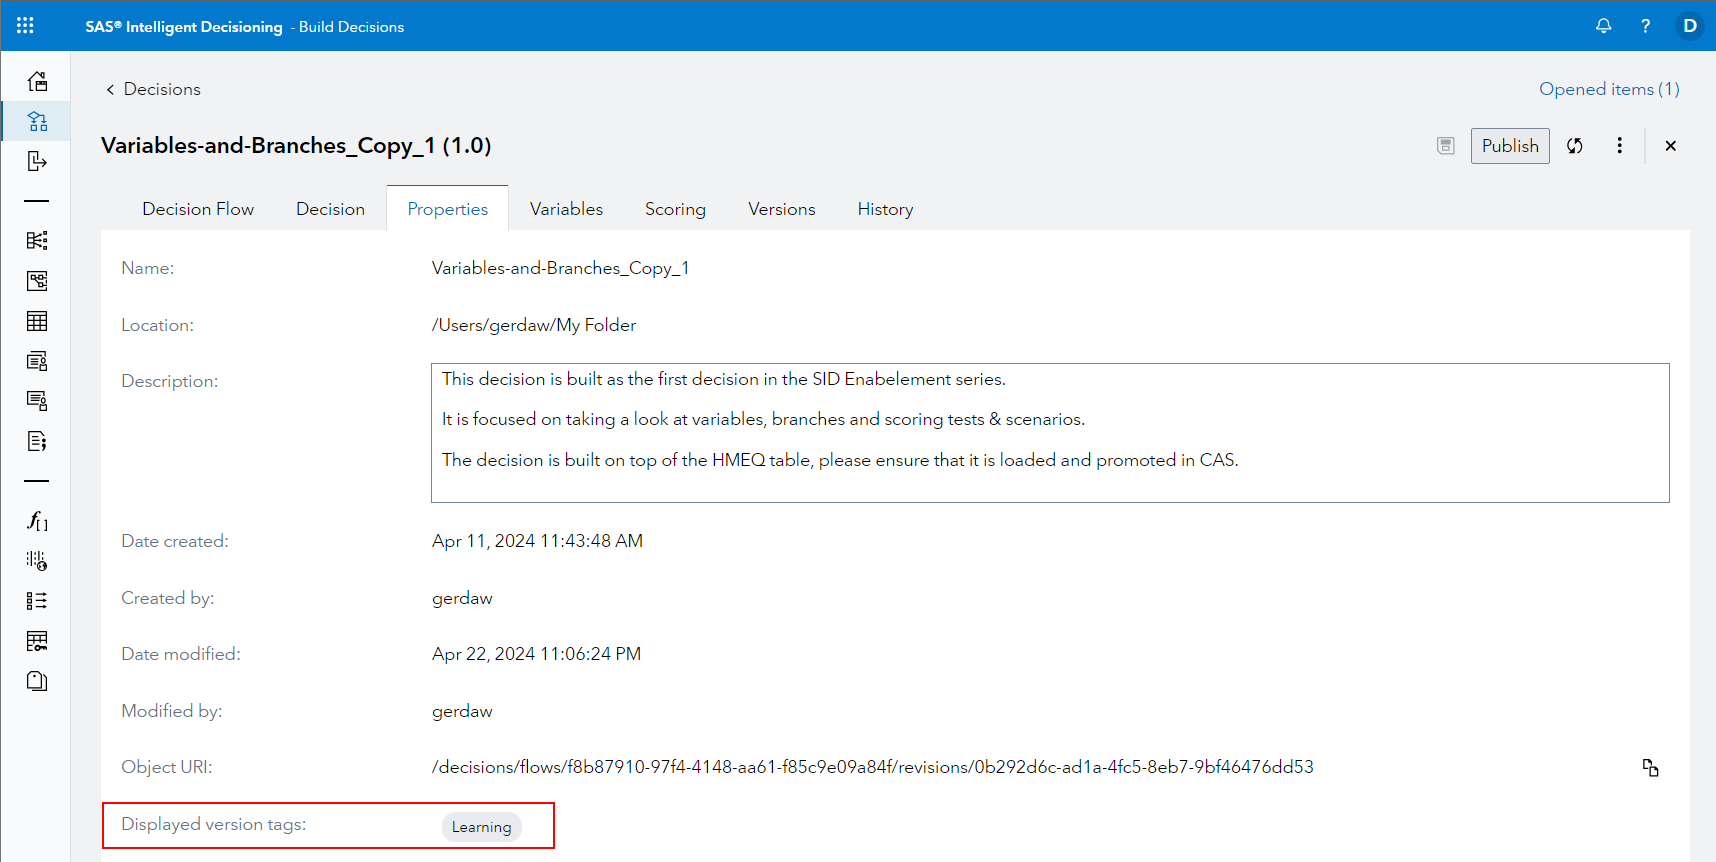 SAS® Intelligent Decisioning - Build Decisions
?
D
Decisions
Opened items (1)
Variables-and-Branches_Copy_1 (1.0)
Publish
Decision Flow Decision Properties Variables Scoring Versions History
Name: Variables-and-Branches_Copy_1
Location: /Users/gerdaw/My Folder
Description: This decision is built as the first decision in the SID Enabelement series.
It is focused on taking a look at variables, branches and scoring tests & scenarios.
The decision is built on top of the HMEQ table, please ensure that it is loaded and promoted in CAS.
Date created: Apr 11, 2024 11:43:48 AM
Created by: gerdaw
Date modified: Apr 22, 2024 11:06:24 PM
Modified by: gerdaw
Object URI: /decisions/flows/f8b87910-97f4-4148-aa61-f85c9e09a84f/revisions/0b292d6c-ad1a-4fc5-8eb7-9bf46476dd53
Displayed version tags: Learning